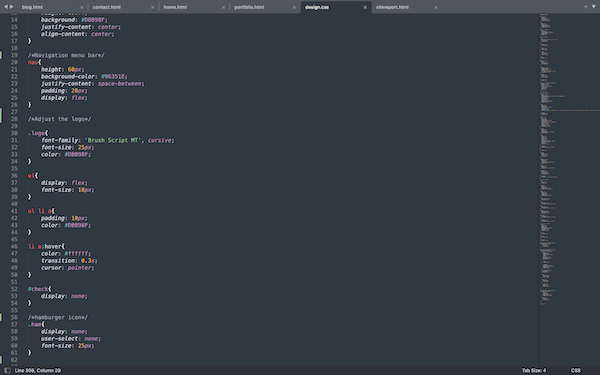 blog.html contact.html home.html portfolio.html design.css sitereport.html
14 background: #DBB98F;
15 justify-content: center;
16 align-content: center;
17 }
18
19 /*Navigation menu bar*/
20 nav{
21 height: 60px;
22 background-color: #96351E;
23 justify-content: space-between;
24 padding: 20px;
25 display: flex;
26 }
27
28 /*Adjust the logo*/
29
30 .logo{
31 font-family: 'Brush Script MT', cursive;
32 font-size: 25px;
33 color: #DBB98F;
34 }
35
36 ul{
37 display: flex;
38 font-size: 18px;
39 }
40
41 ul li a{
42 padding: 10px;
43 color: #DBB98F;
44 }
45
46 li a:hover{
47 color: #ffffff;
48 transition: 0.3s;
49 cursor: pointer;
50 }
51
52 #check{
53 display: none;
54 }
55
56 /*hamburger icon*/
57 .ham{
58 display: none;
59 user-select: none;
60 font-size: 25px;
61 }
62
Line 308, Column 29 Tab Size: 4 CSS